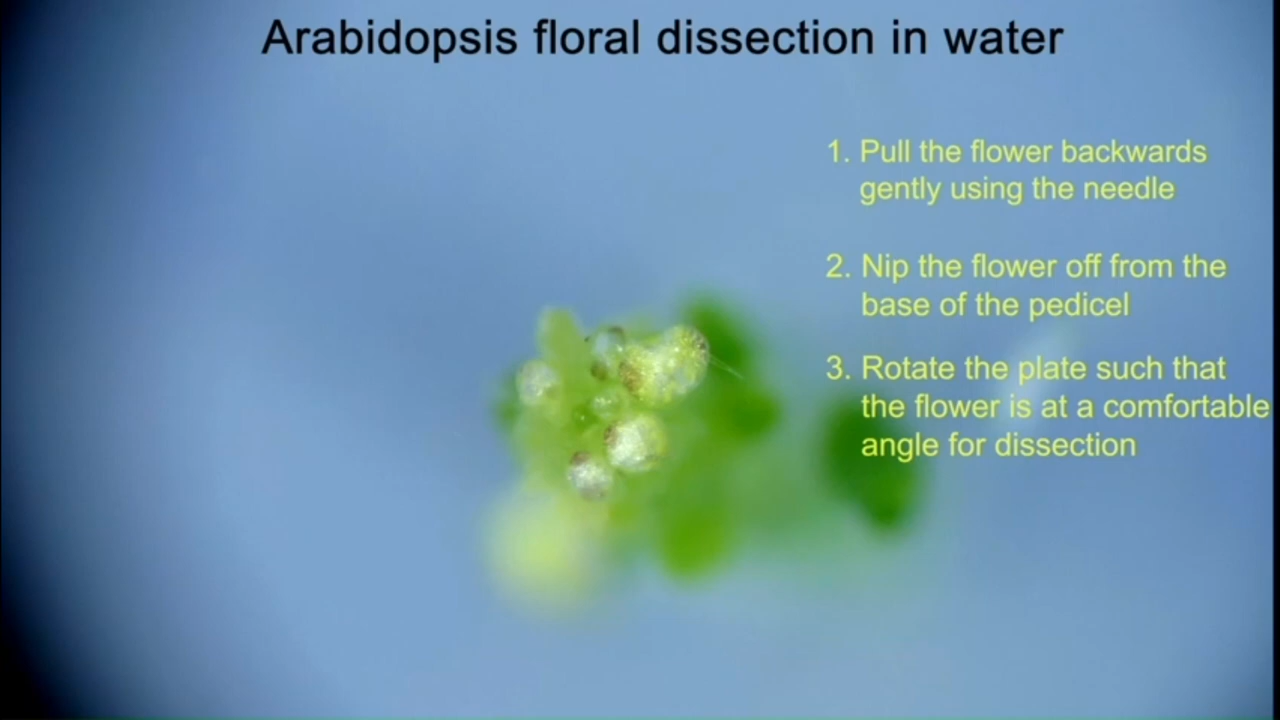 Arabidopsis floral dissection in water
1. Pull the flower backwards
gently using the needle
2. Nip the flower off from the
base of the pedicel
3. Rotate the plate such that
the flower is at a comfortable
angle for dissection